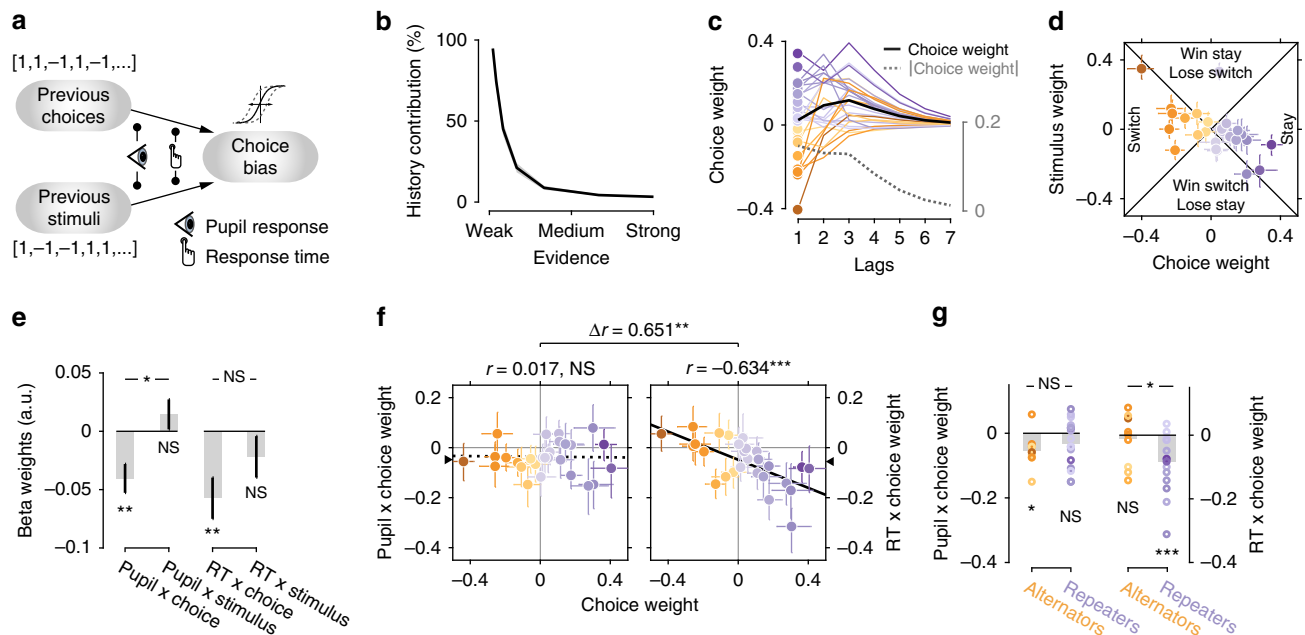 a
[1,1,−1,1,−1,...]
Previous
choices
Previous
stimuli
[1,−1,−1,1,1,...]
Choice
bias
Pupil response
Response time
b
History contribution (%)
100
50
0
Weak
Medium
Strong
Evidence
c
Choice weight
0.4
0
−0.4
Choice weight
|Choice weight|
0.2
0
1 2 3 4 5 6 7
Lags
d
Stimulus weight
0.4
0
−0.4
Win stay
Lose switch
Switch
Stay
Win switch
Lose stay
−0.4
0
0.4
Choice weight
e
Beta weights (a.u.)
0.05
0
−0.05
−0.1
*
NS
**
NS
**
NS
Pupil x choice
Pupil x stimulus
RT x choice
RT x stimulus
f
Δr = 0.651**
r = 0.017, NS
r = −0.634***
Pupil x choice weight
0.2
0
−0.2
−0.4
0.2
0
−0.2
−0.4
RT x choice weight
−0.4
0
0.4
−0.4
0
0.4
Choice weight
g
Pupil x choice weight
0
−0.2
−0.4
NS
*
*
NS
NS
***
0
−0.2
−0.4
RT x choice weight
Alternators
Repeaters
Alternators
Repeaters